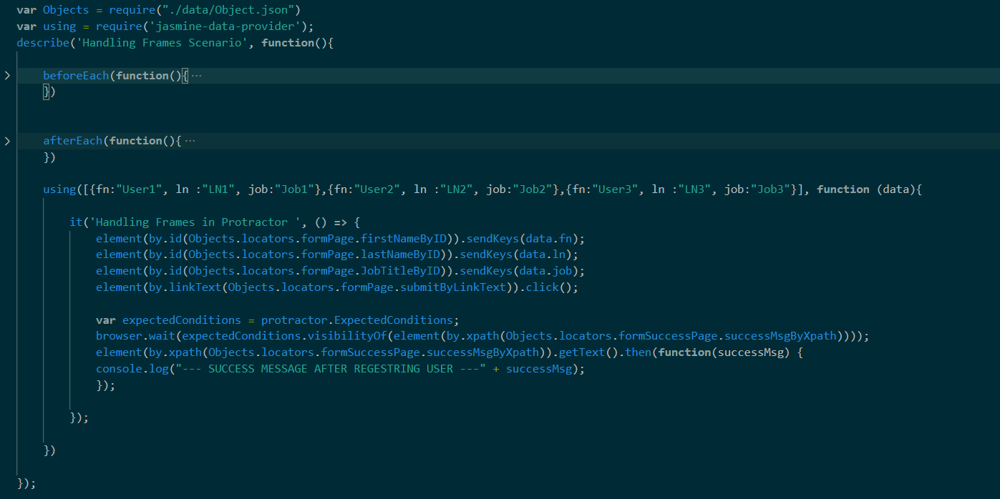 var Objects = require("./data/Object.json")
var using = require('jasmine-data-provider');
describe('Handling Frames Scenario', function(){
beforeEach(function(){ ···
})
afterEach(function(){ ···
})
using([{fn:"User1", ln :"LN1", job:"Job1"},{fn:"User2", ln :"LN2", job:"Job2"},{fn:"User3", ln :"LN3", job:"Job3"}], function (data){
it('Handling Frames in Protractor ', () => {
element(by.id(Objects.locators.formPage.firstNameByID)).sendKeys(data.fn);
element(by.id(Objects.locators.formPage.lastNameByID)).sendKeys(data.ln);
element(by.id(Objects.locators.formPage.JobTitleByID)).sendKeys(data.job);
element(by.linkText(Objects.locators.formPage.submitByLinkText)).click();
var expectedConditions = protractor.ExpectedConditions;
browser.wait(expectedConditions.visibilityOf(element(by.xpath(Objects.locators.formSuccessPage.successMsgByXpath))));
element(by.xpath(Objects.locators.formSuccessPage.successMsgByXpath)).getText().then(function(successMsg) {
console.log("--- SUCCESS MESSAGE AFTER REGESTRING USER ---" + successMsg);
});
});
})
});